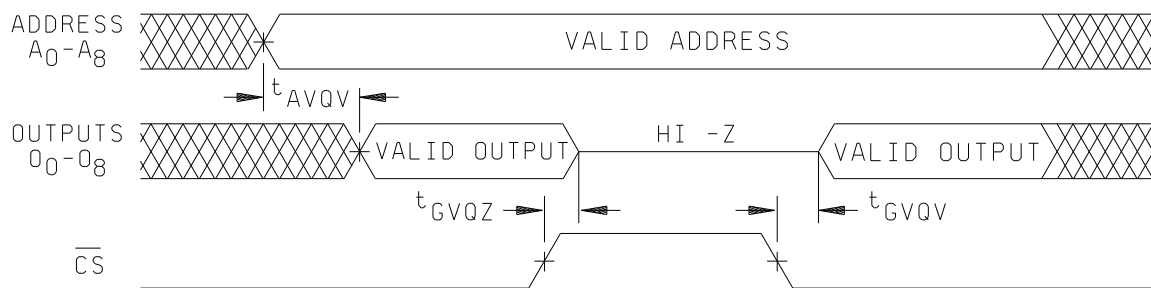 ADDRESS
A0-A8
VALID ADDRESS
tAVQV
OUTPUTS
O0-O8
VALID OUTPUT
HI -Z
VALID OUTPUT
tGVQZ
tGVQV
CS